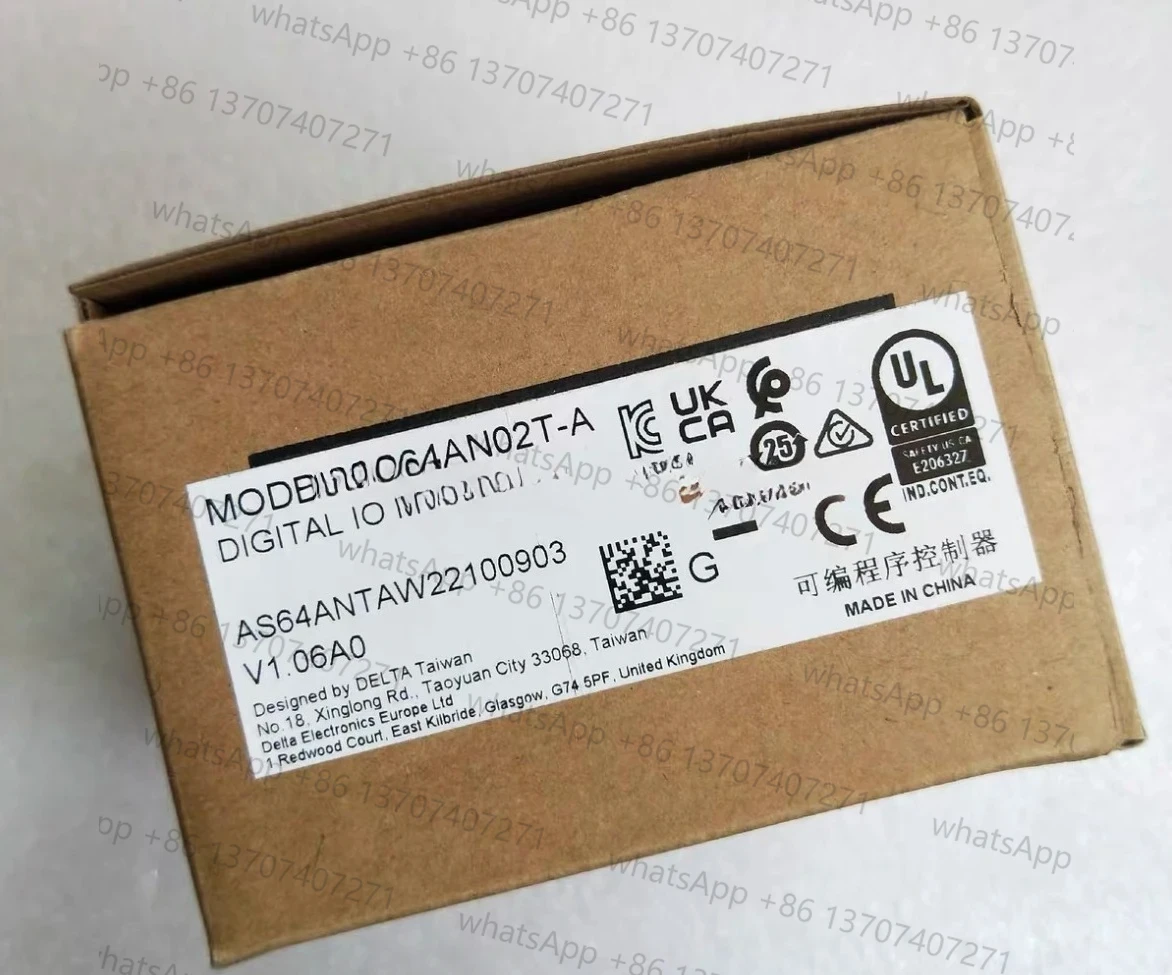 064AN02T-A
DIGITAL IO
AS64ANTAW22100903
V1.06A0
Designed by DELTA Taiwan
No.18, Xinglong Rd., Taoyuan City 33068, Taiwan
Delta Electronics Europe Ltd
1 Redwood Court, East Kilbride, Glasgow, G74 5PF, United Kingdom
G
UK
CA
25
UL
CERTIFIED
SAFETY US CA
E206327
IND.CONT.EQ.
CE
可编程序控制器
MADE IN CHINA
whatsApp +86 13707407271